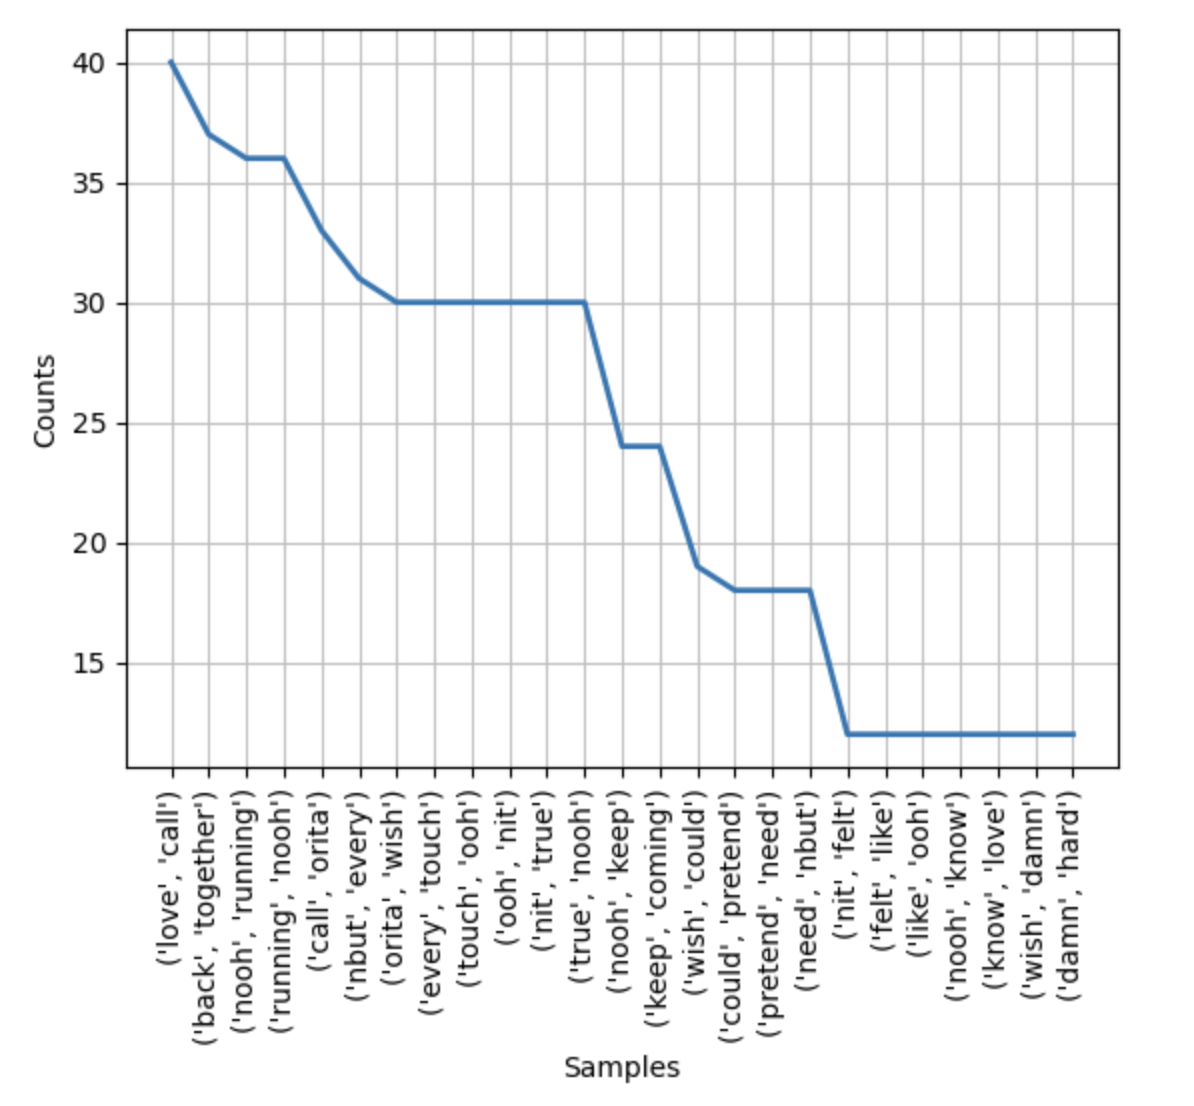 40
35
30
25
20
15
Counts
('love', 'call')
('back', 'together')
('nooh', 'running')
('running', 'nooh')
('call', 'orita')
('nbut', 'every')
('orita', 'wish')
('every', 'touch')
('touch', 'ooh')
('ooh', 'nit')
('nit', 'true')
('true', 'nooh')
('nooh', 'keep')
('keep', 'coming')
('wish', 'could')
('could', 'pretend')
('pretend', 'need')
('need', 'nbut')
('nit', 'felt')
('felt', 'like')
('like', 'ooh')
('nooh', 'know')
('know', 'love')
('wish', 'damn')
('damn', 'hard')
Samples